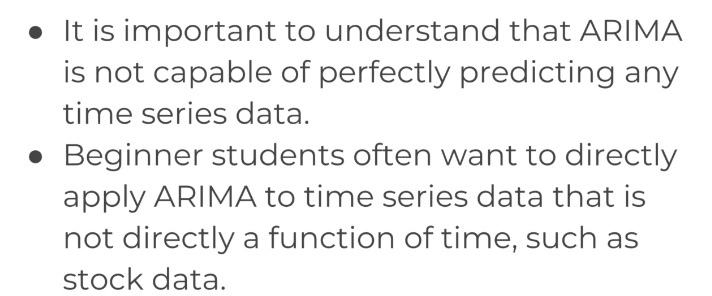 ● It is important to understand that ARIMA
is not capable of perfectly predicting any
time series data.
● Beginner students often want to directly
apply ARIMA to time series data that is
not directly a function of time, such as
stock data.